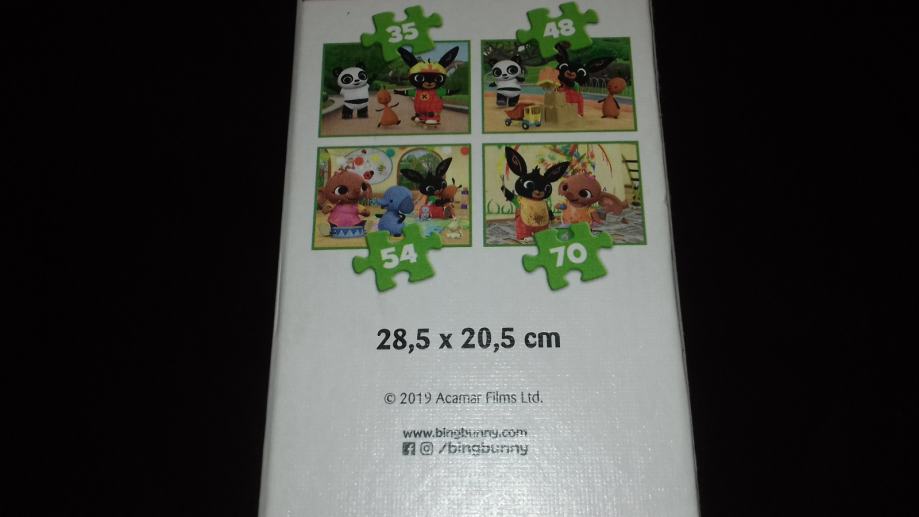 35
48
54
70
28,5 x 20,5 cm
© 2019 Acamar Films Ltd.
www.bingbunny.com
/bingbunny